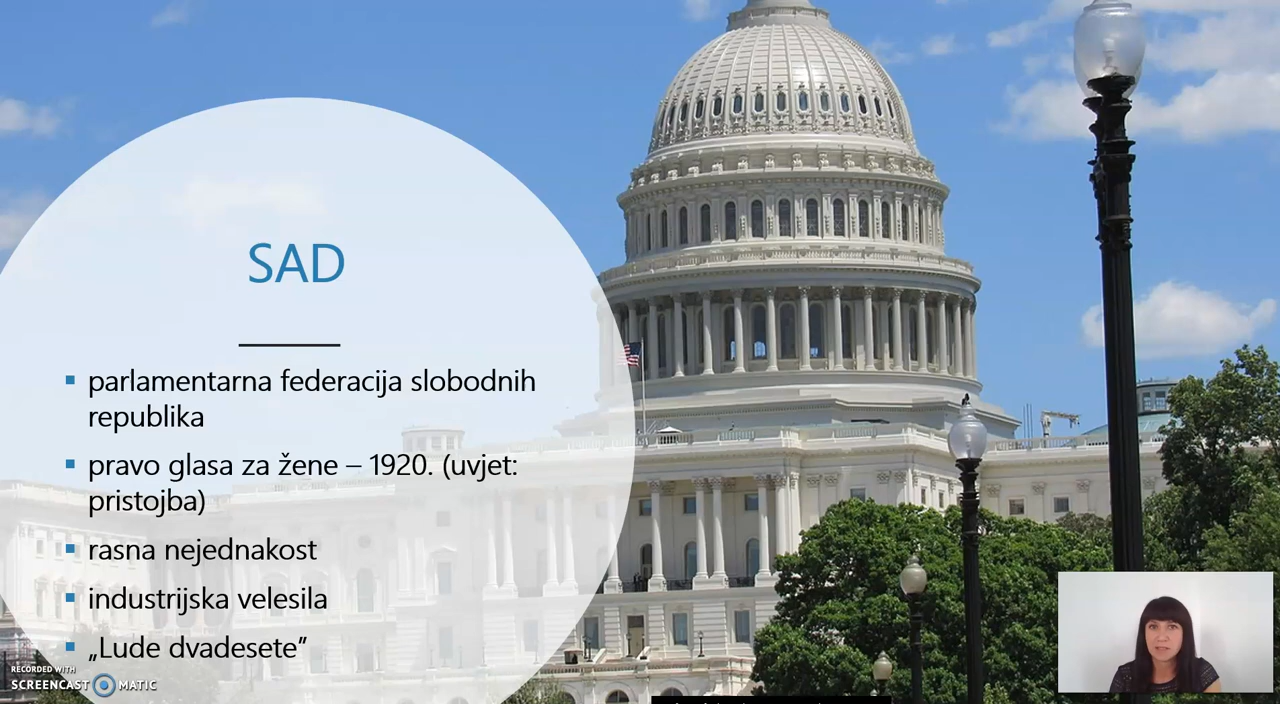 SAD
parlamentarna federacija slobodnih
republika
pravo glasa za žene – 1920. (uvjet:
pristojba)
rasna nejednakost
industrijska velesila
„Lude dvadesete”
RECORDED WITH
SCREENCAST MATIC